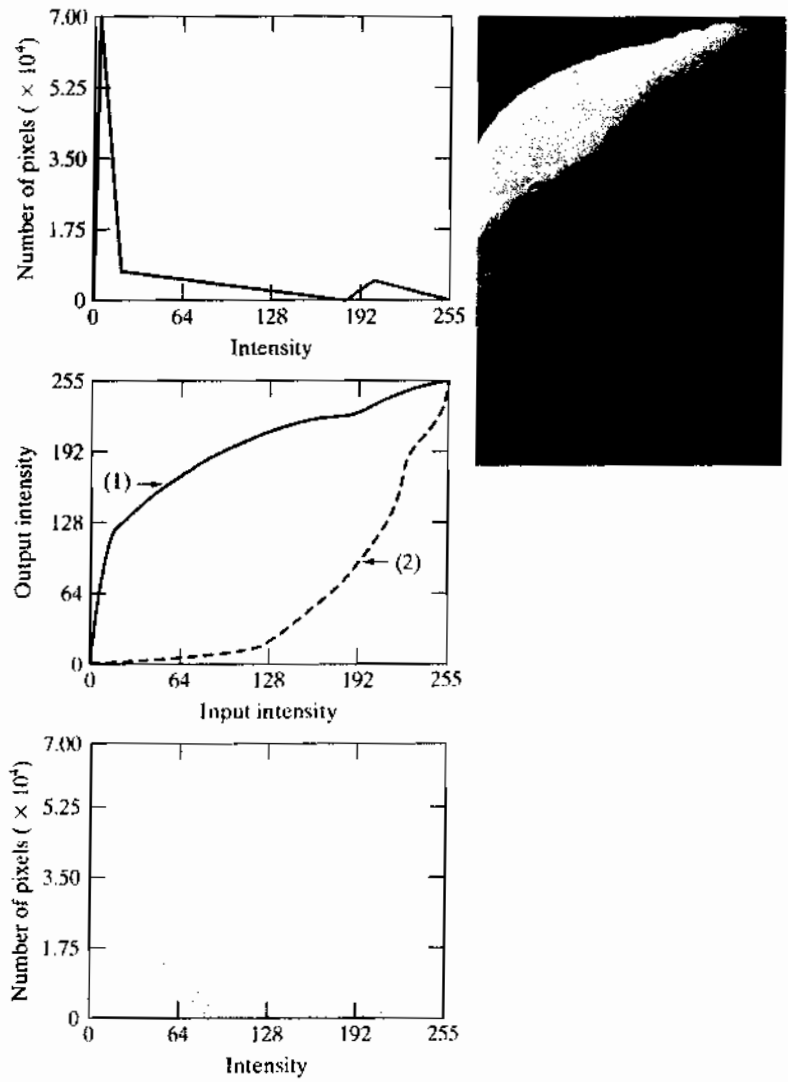 7.00
5.25
3.50
1.75
0
Number of pixels ( × 10⁴)
0 64 128 192 255
Intensity
255
192
128
64
0
Output intensity
(1)
(2)
0 64 128 192 255
Input intensity
7.00
5.25
3.50
1.75
0
Number of pixels ( × 10⁴)
0 64 128 192 255
Intensity